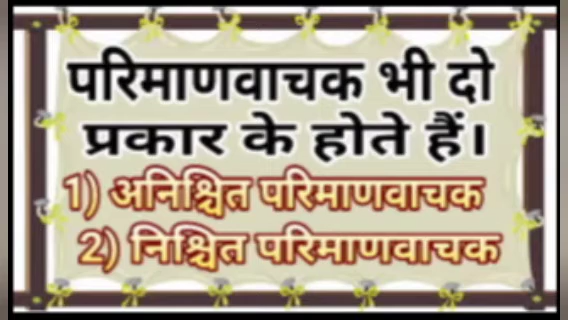 परिमाणवाचक भी दो
प्रकार के होते हैं।
1) अनिश्चित परिमाणवाचक
2) निश्चित परिमाणवाचक